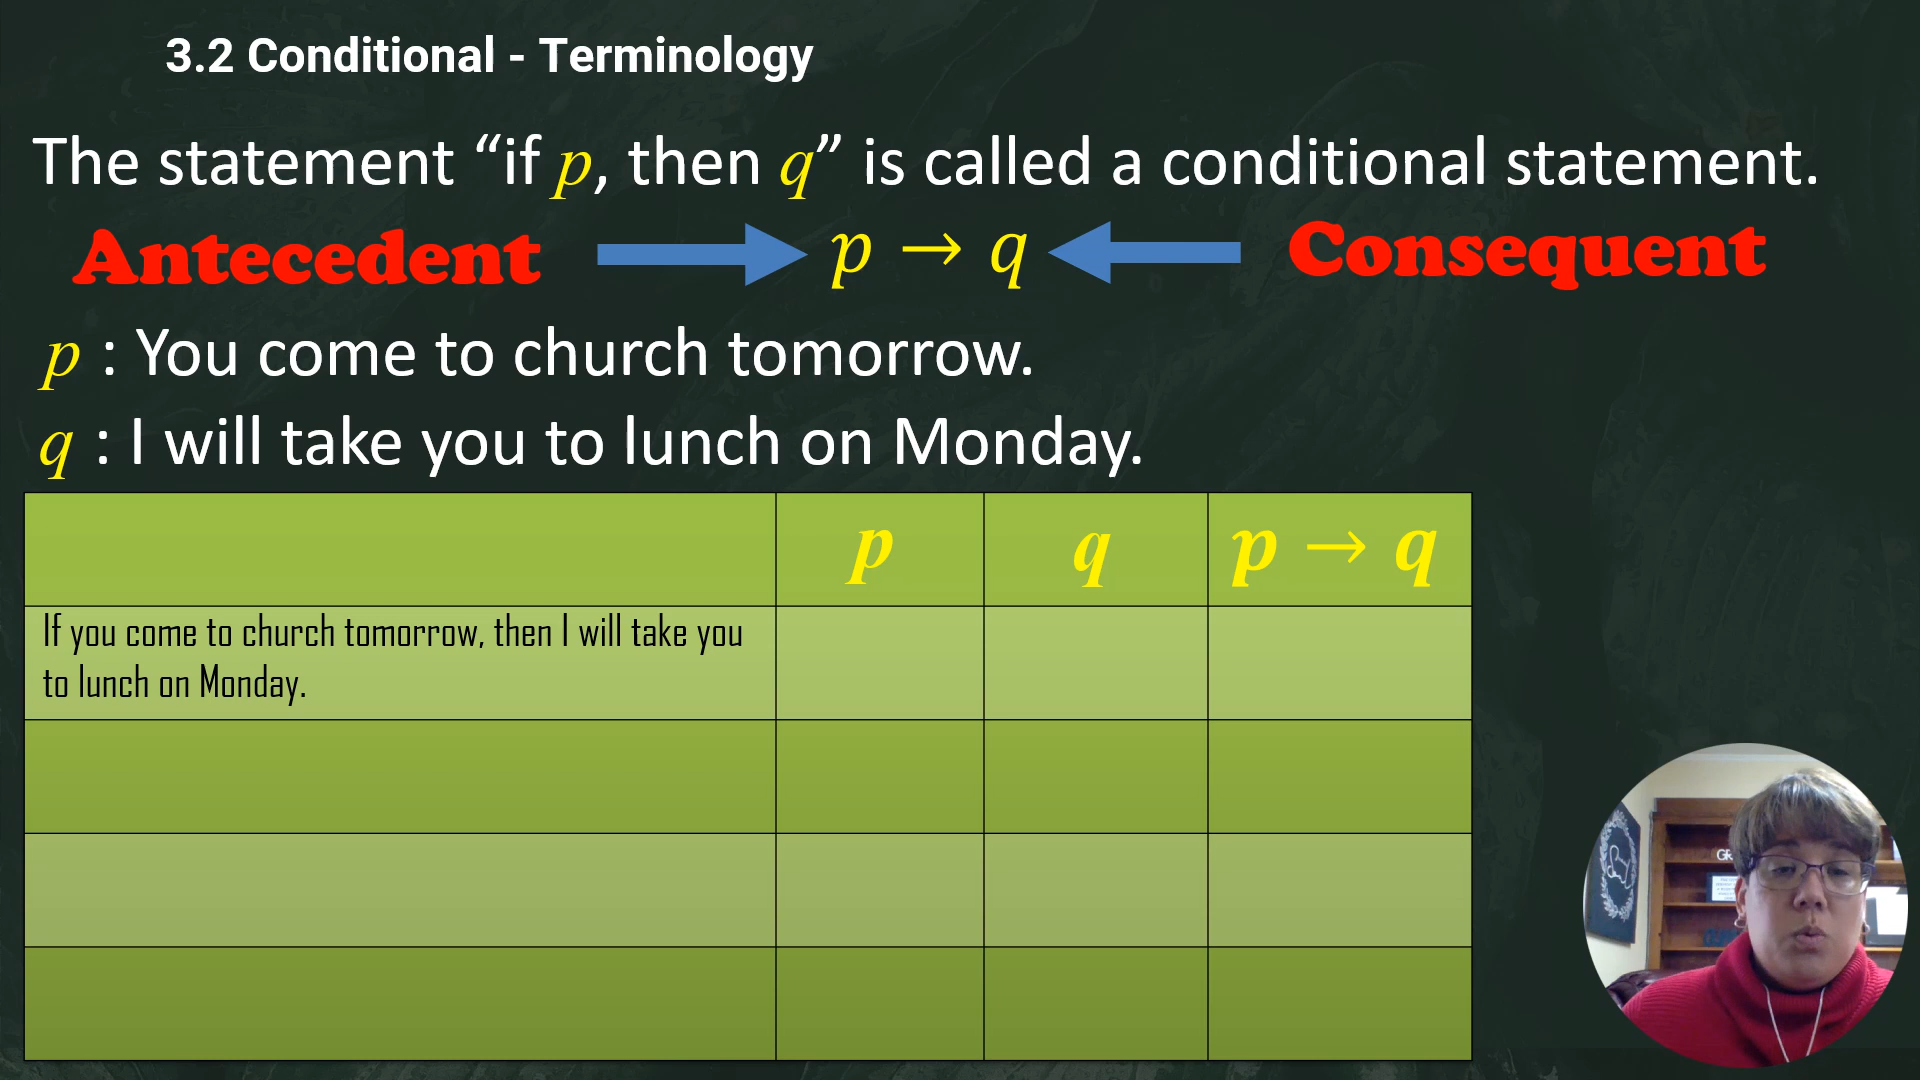 3.2 Conditional - Terminology
The statement “if p, then q” is called a conditional statement.
Antecedent p → q Consequent
p : You come to church tomorrow.
q : I will take you to lunch on Monday.
p q p → q
If you come to church tomorrow, then I will take you
to lunch on Monday.